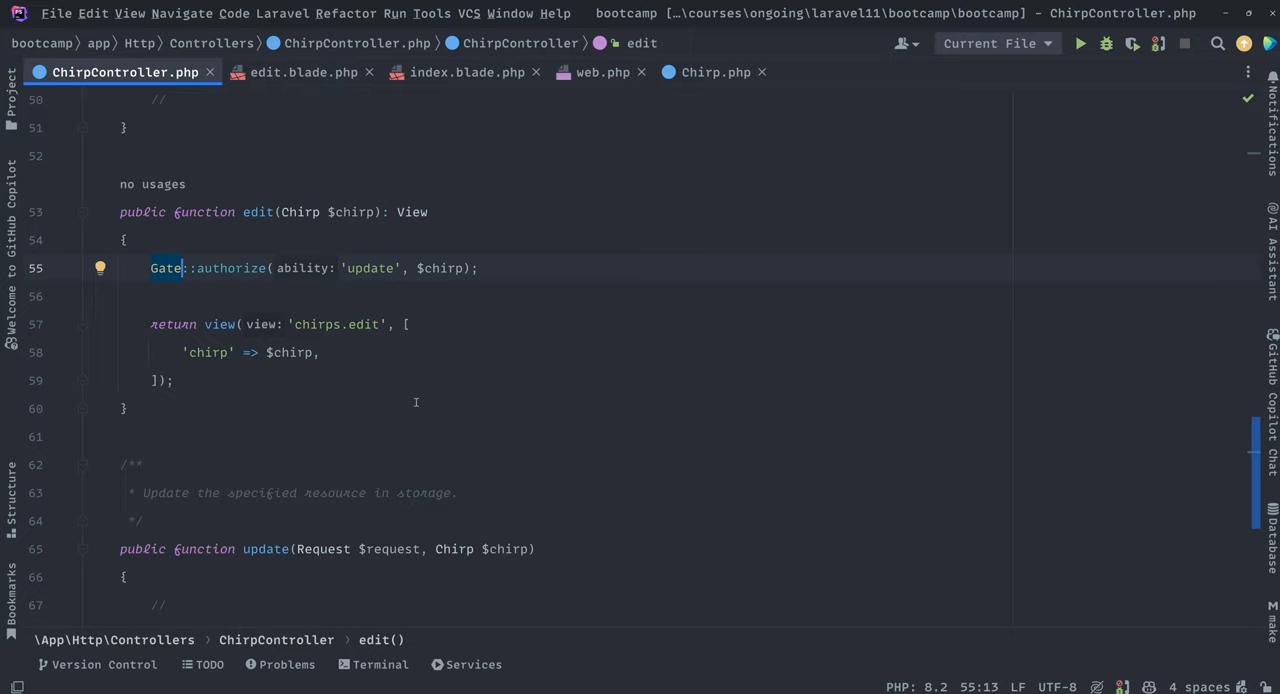 PS File Edit View Navigate Code Laravel Refactor Run Tools VCS Window Help bootcamp […\courses\ongoing\laravel11\bootcamp\bootcamp] - ChirpController.php
bootcamp app Http Controllers ChirpController.php ChirpController edit Current File
ChirpController.php edit.blade.php index.blade.php web.php Chirp.php
50 //
51 }
52
no usages
53 public function edit(Chirp $chirp): View
54 {
55 Gate::authorize( ability: 'update', $chirp);
56
57 return view( view: 'chirps.edit', [
58 'chirp' => $chirp,
59 ]);
60 }
61
62 /**
63 * Update the specified resource in storage.
64 */
65 public function update(Request $request, Chirp $chirp)
66 {
67 //
\App\Http\Controllers › ChirpController › edit()
Version Control TODO Problems Terminal Services
PHP: 8.2 55:13 LF UTF-8 4 spaces
Project
Welcome to GitHub Copilot
Structure
Bookmarks
Notifications
AI Assistant
GitHub Copilot Chat
Database
M make